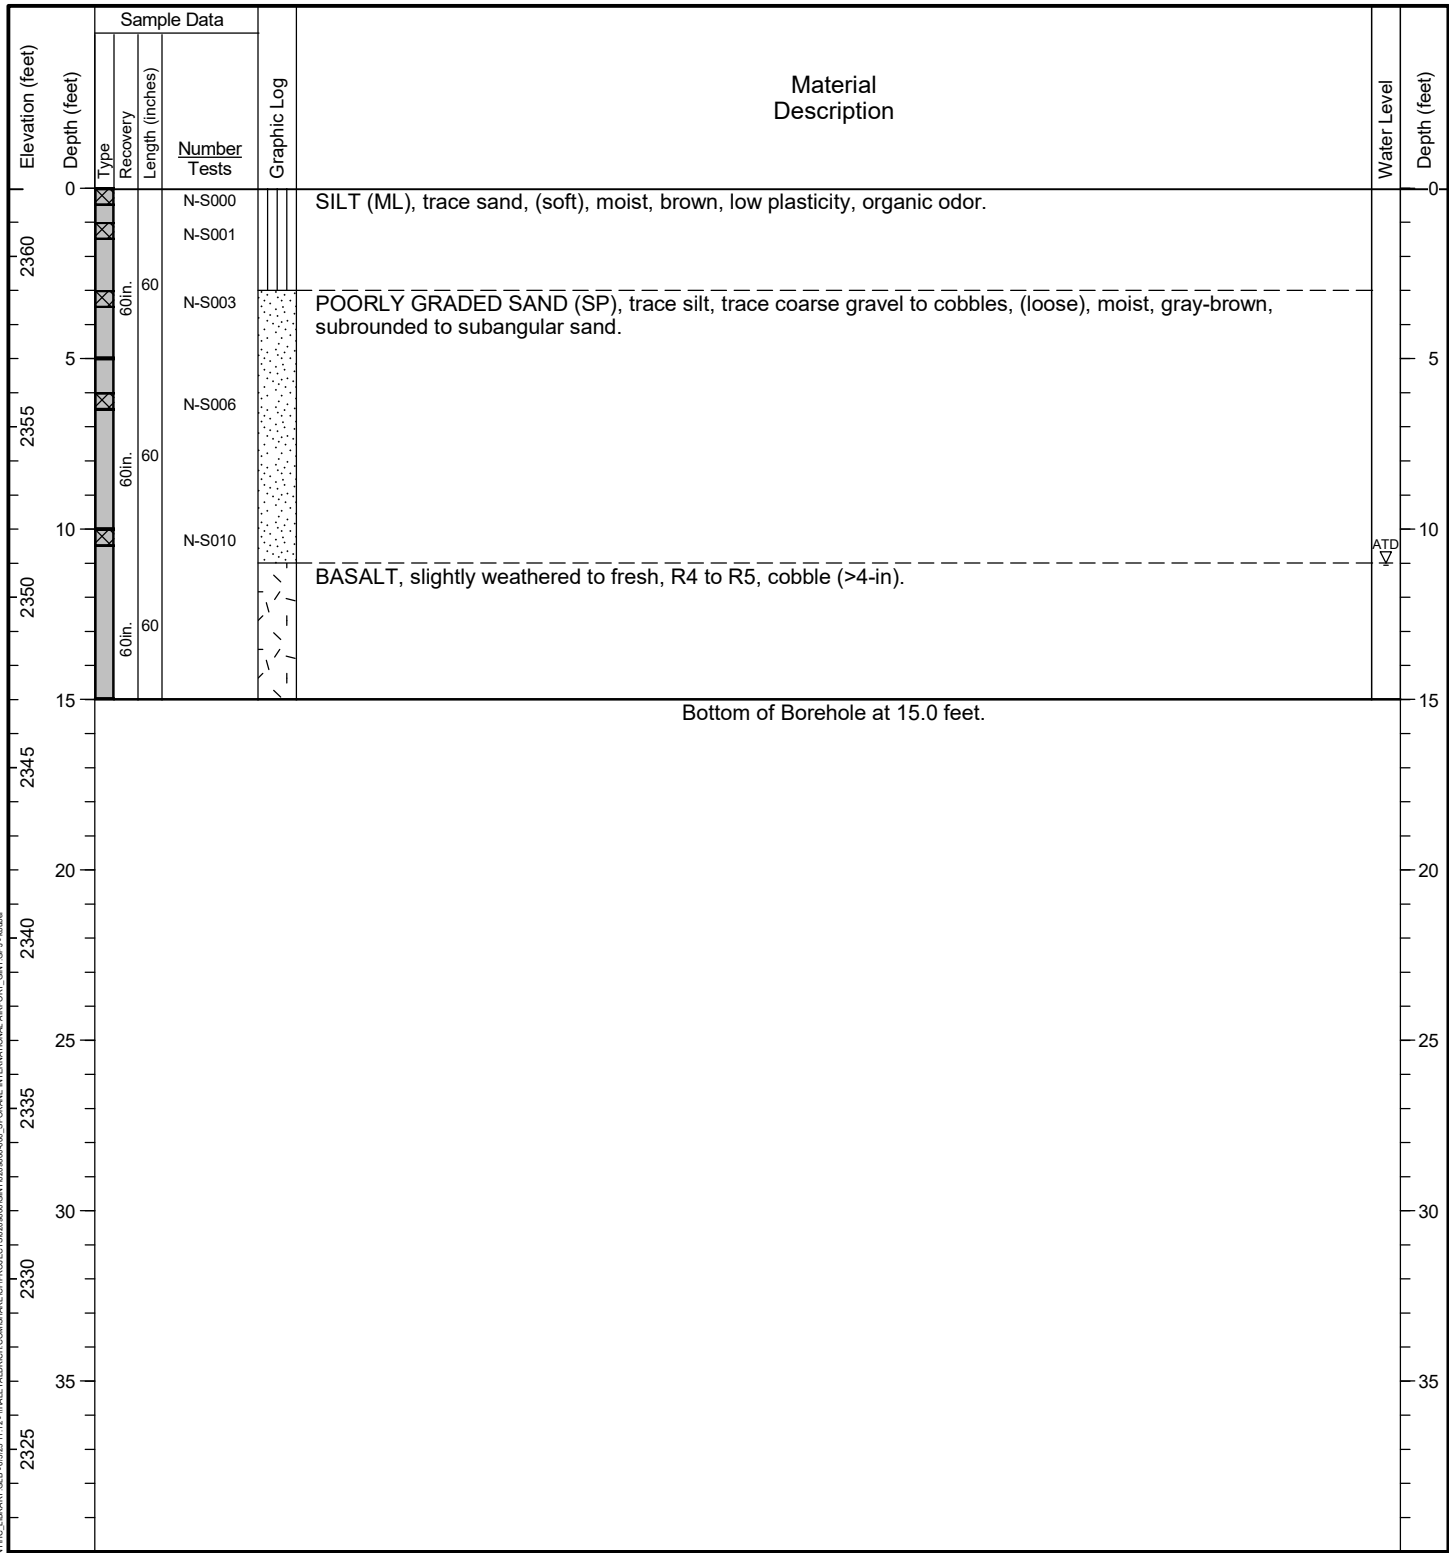 Sample Data
Elevation (feet)
Depth (feet)
Type
Recovery
Length (inches)
Number
Tests
Graphic Log
Material
Description
Water Level
Depth (feet)
0
N-S000
SILT (ML), trace sand, (soft), moist, brown, low plasticity, organic odor.
0
N-S001
2360
60in.
60
N-S003
POORLY GRADED SAND (SP), trace silt, trace coarse gravel to cobbles, (loose), moist, gray-brown,
subrounded to subangular sand.
5
5
N-S006
2355
60in.
60
10
N-S010
10
ATD
BASALT, slightly weathered to fresh, R4 to R5, cobble (>4-in).
2350
60in.
60
15
15
Bottom of Borehole at 15.0 feet.
2345
20
20
2340
25
25
2335
30
30
2330
35
35
2325